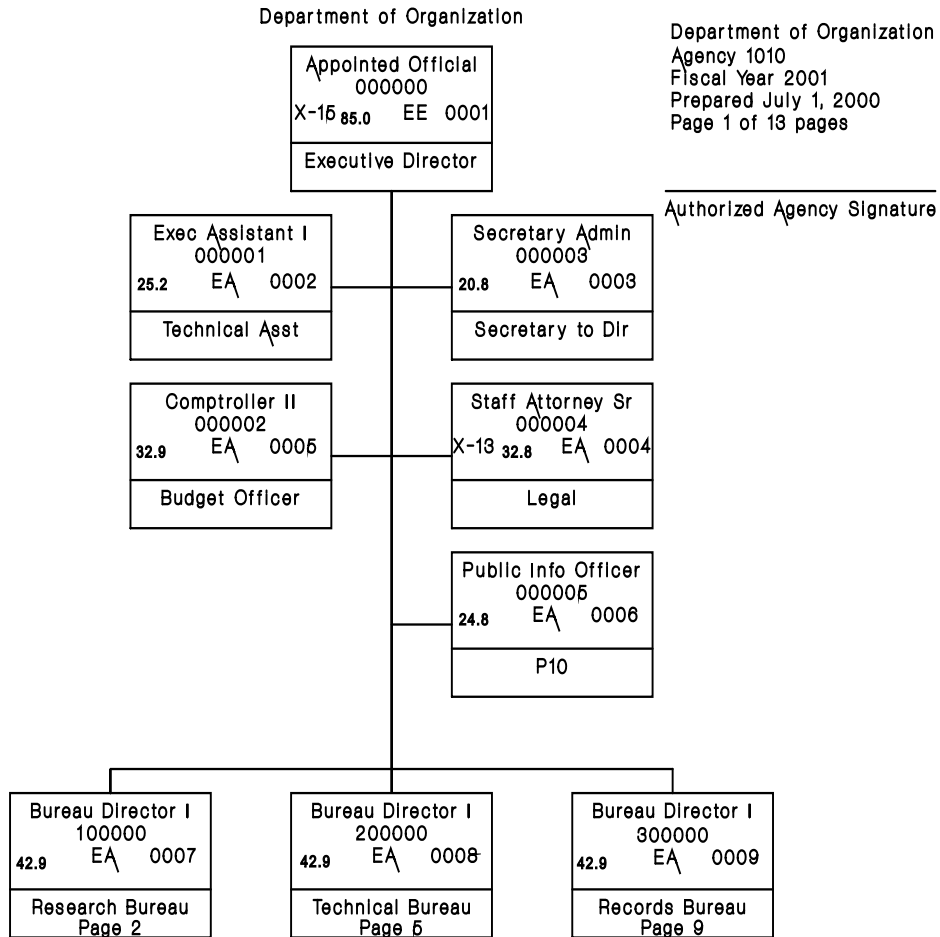 Department of Organization
Department of Organization
Agency 1010
Fiscal Year 2001
Prepared July 1, 2000
Page 1 of 13 pages
Authorized Agency Signature
Appointed Official
000000
X-15 85.0 EE 0001
Executive Director
Exec Assistant I
000001
25.2 EA 0002
Technical Asst
Secretary Admin
000003
20.8 EA 0003
Secretary to Dir
Comptroller II
000002
32.9 EA 0005
Budget Officer
Staff Attorney Sr
000004
X-13 32.8 EA 0004
Legal
Public Info Officer
000005
24.8 EA 0006
P10
Bureau Director I
100000
42.9 EA 0007
Research Bureau
Page 2
Bureau Director I
200000
42.9 EA 0008
Technical Bureau
Page 5
Bureau Director I
300000
42.9 EA 0009
Records Bureau
Page 9